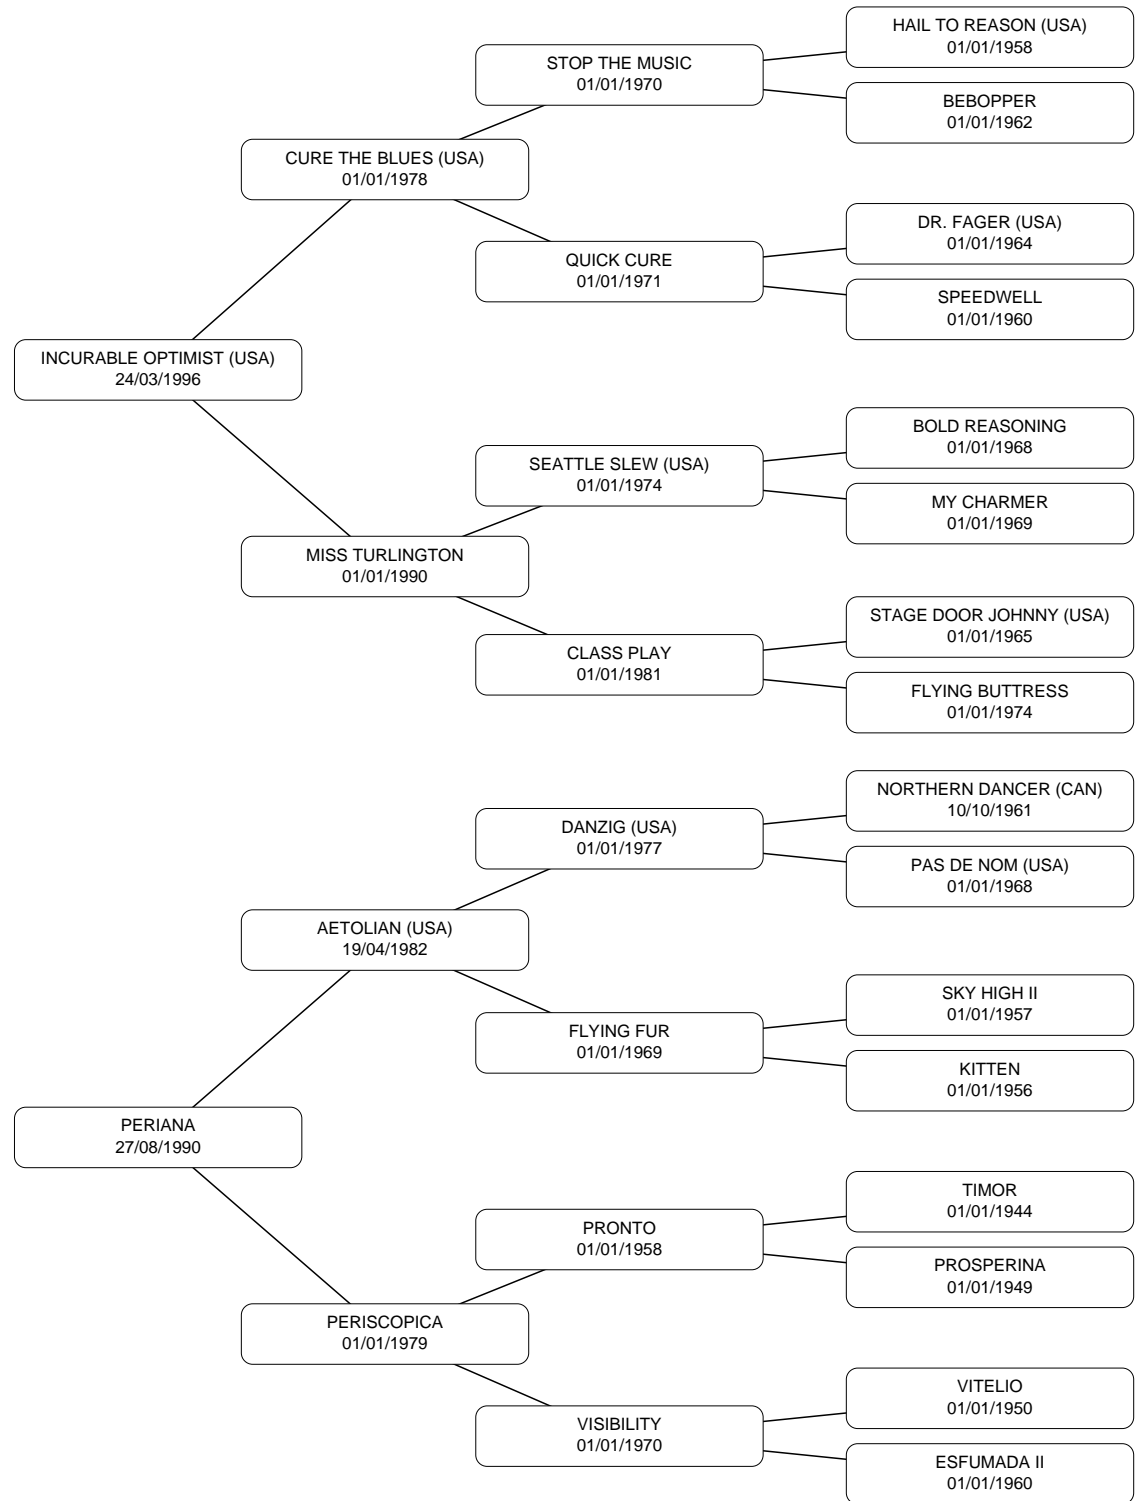 HAIL TO REASON (USA)
01/01/1958
STOP THE MUSIC
01/01/1970
BEBOPPER
01/01/1962
CURE THE BLUES (USA)
01/01/1978
DR. FAGER (USA)
01/01/1964
QUICK CURE
01/01/1971
SPEEDWELL
01/01/1960
INCURABLE OPTIMIST (USA)
24/03/1996
BOLD REASONING
01/01/1968
SEATTLE SLEW (USA)
01/01/1974
MY CHARMER
01/01/1969
MISS TURLINGTON
01/01/1990
STAGE DOOR JOHNNY (USA)
01/01/1965
CLASS PLAY
01/01/1981
FLYING BUTTRESS
01/01/1974
NORTHERN DANCER (CAN)
10/10/1961
DANZIG (USA)
01/01/1977
PAS DE NOM (USA)
01/01/1968
AETOLIAN (USA)
19/04/1982
SKY HIGH II
01/01/1957
FLYING FUR
01/01/1969
KITTEN
01/01/1956
PERIANA
27/08/1990
TIMOR
01/01/1944
PRONTO
01/01/1958
PROSPERINA
01/01/1949
PERISCOPICA
01/01/1979
VITELIO
01/01/1950
VISIBILITY
01/01/1970
ESFUMADA II
01/01/1960